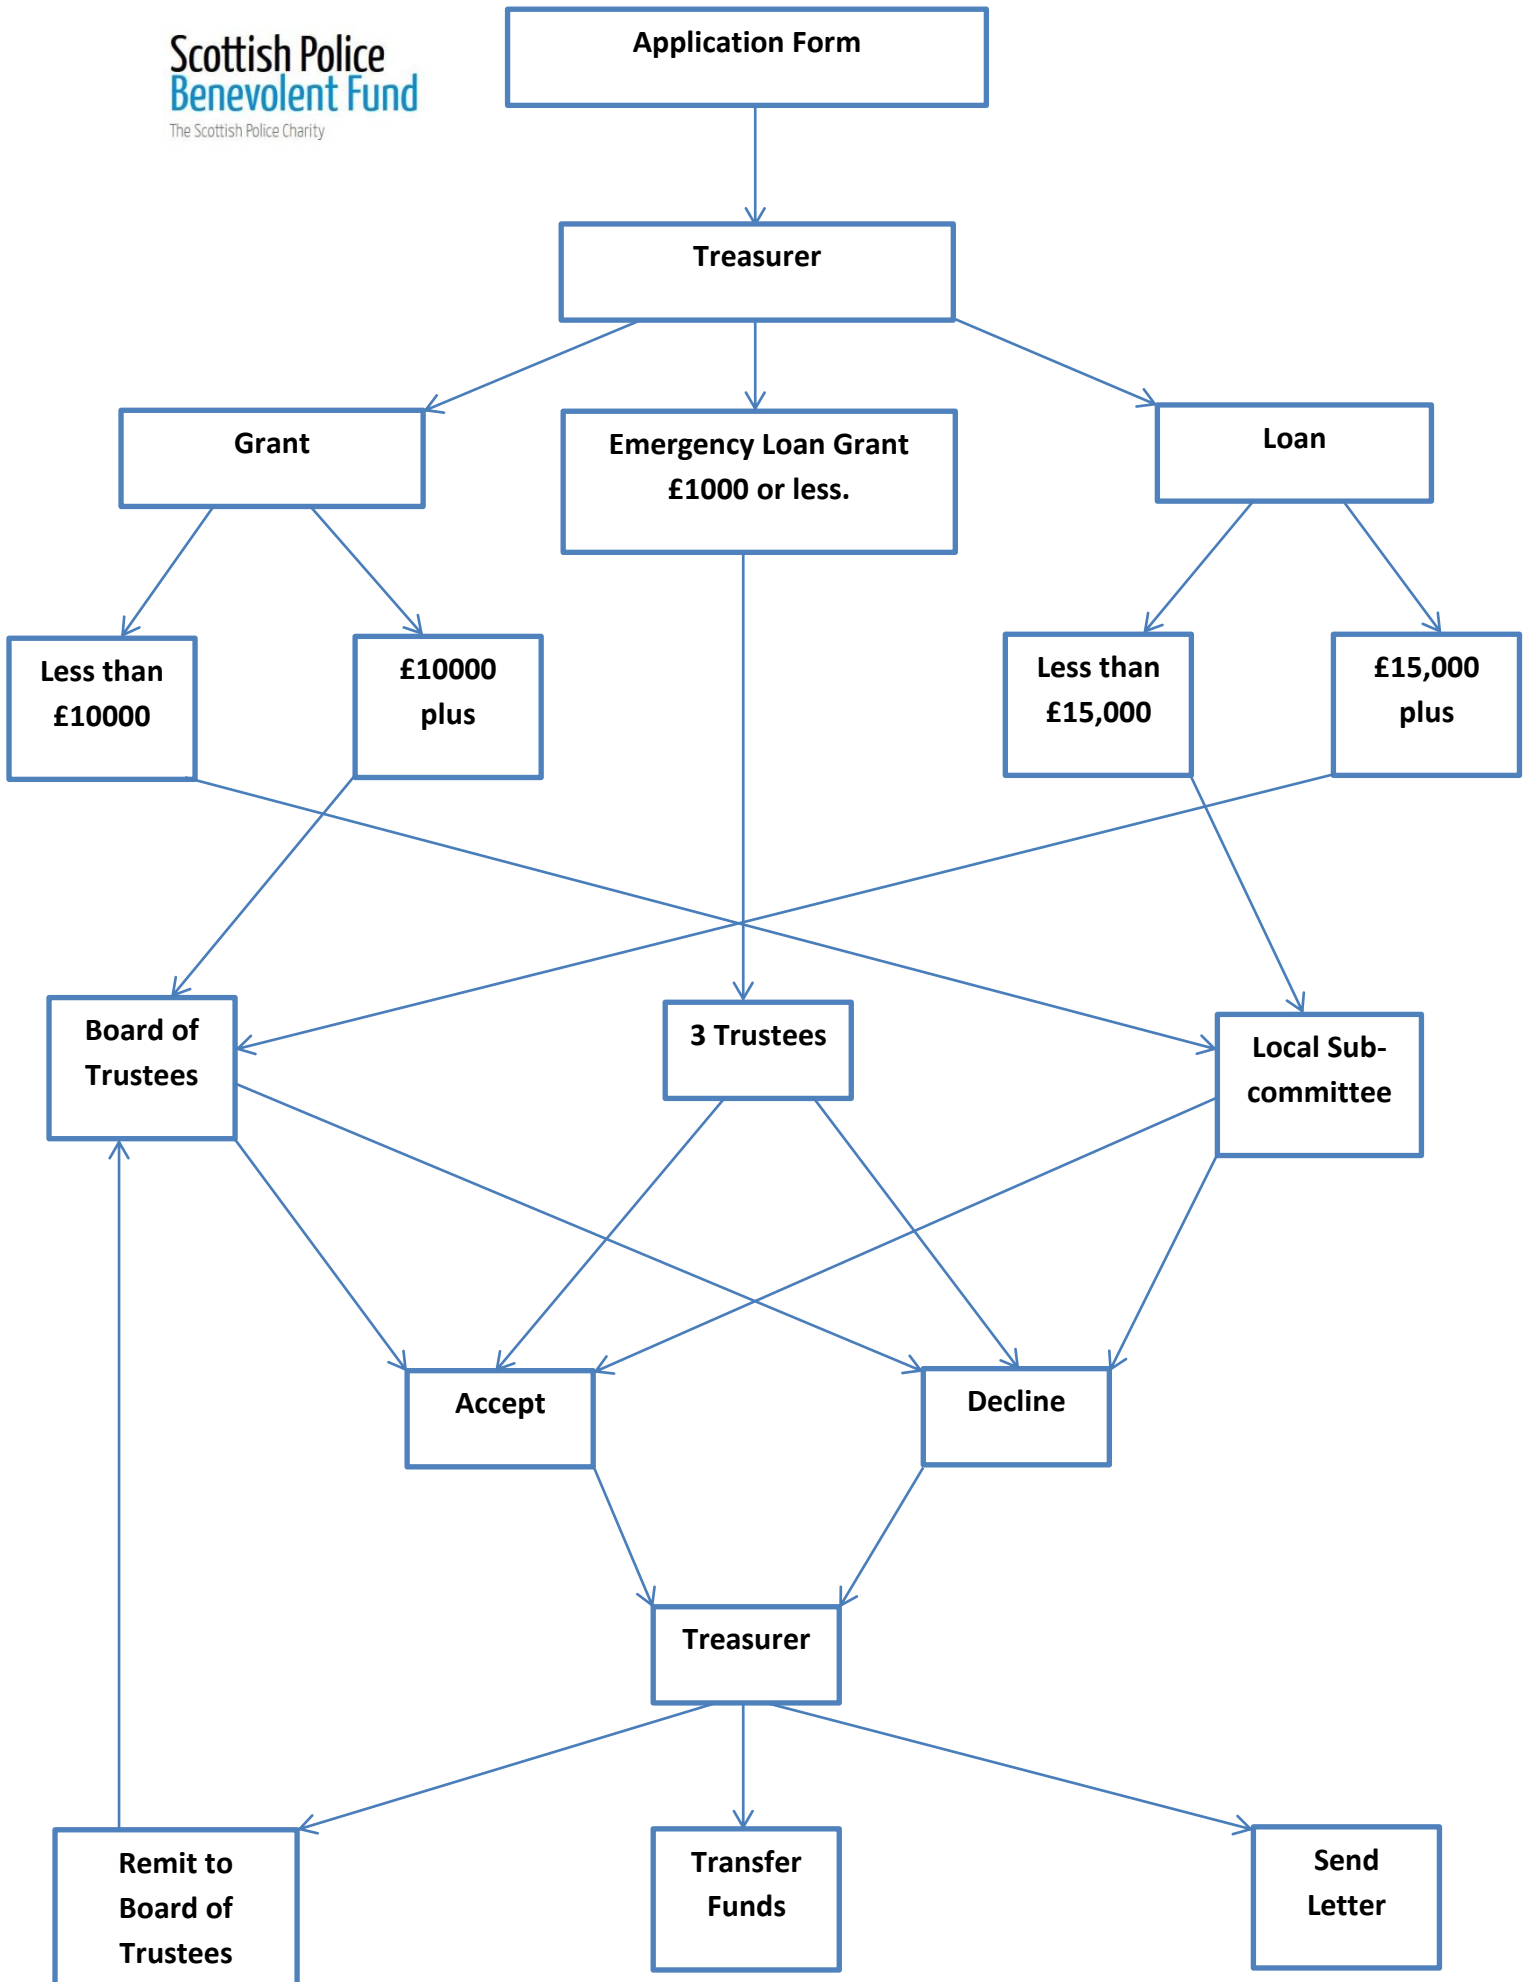 Scottish Police
Benevolent Fund
The Scottish Police Charity
Application Form
Treasurer
Grant
Emergency Loan Grant
£1000 or less.
Loan
Less than
£10000
£10000
plus
Less than
£15,000
£15,000
plus
Board of
Trustees
3 Trustees
Local Sub-
committee
Accept
Decline
Treasurer
Remit to
Board of
Trustees
Transfer
Funds
Send
Letter